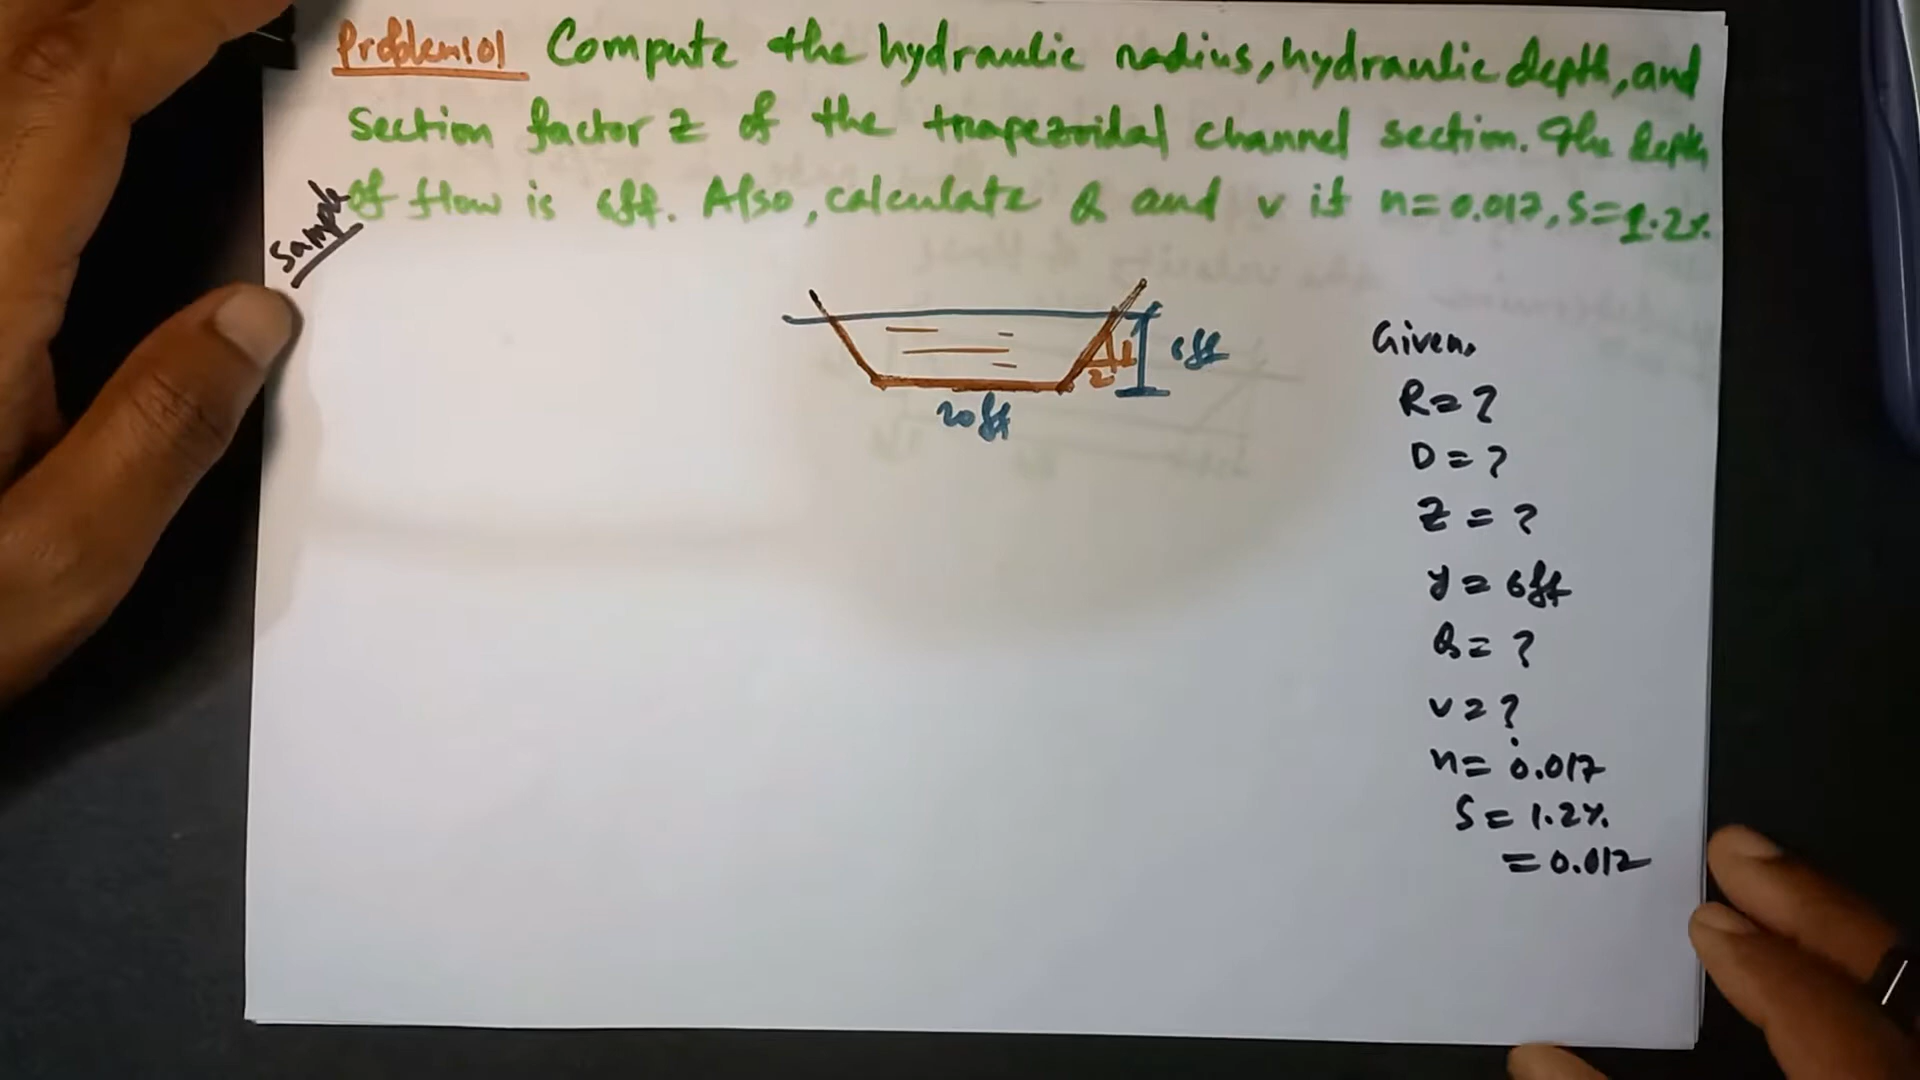 Problem:01 Compute the hydraulic radius, hydraulic depth, and
section factor Z of the trapezoidal channel section. The depth
of flow is 6ft. Also, calculate Q and v if n=0.017, S=1.2%.
Sample
1
2
6ft
20ft
Given,
R=?
D=?
Z=?
y=6ft
Q=?
v=?
n=0.017
S=1.2%
=0.012